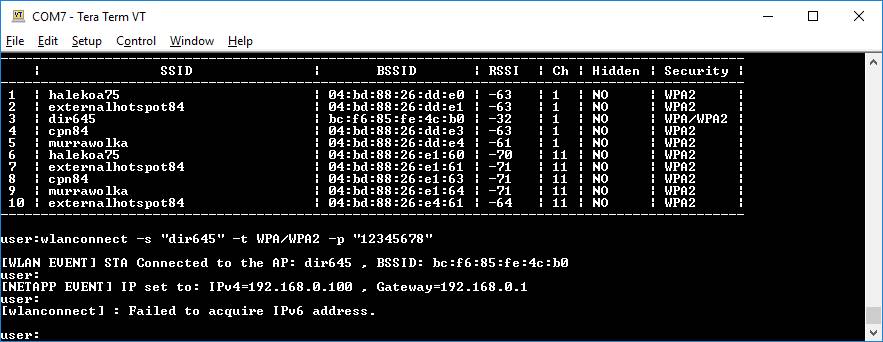 COM7 - Tera Term VT
File Edit Setup Control Window Help
| SSID | BSSID | RSSI | Ch | Hidden | Security |
1 | halekoa75 | 04:bd:88:26:dd:e0 | -63 | 1 | NO | WPA2 |
2 | externalhotspot84 | 04:bd:88:26:dd:e1 | -63 | 1 | NO | WPA2 |
3 | dir645 | bc:f6:85:fe:4c:b0 | -32 | 1 | NO | WPA/WPA2 |
4 | cpn84 | 04:bd:88:26:dd:e3 | -63 | 1 | NO | WPA2 |
5 | murrawolka | 04:bd:88:26:dd:e4 | -61 | 1 | NO | WPA2 |
6 | halekoa75 | 04:bd:88:26:e1:60 | -70 | 11 | NO | WPA2 |
7 | externalhotspot84 | 04:bd:88:26:e1:61 | -71 | 11 | NO | WPA2 |
8 | cpn84 | 04:bd:88:26:e1:63 | -71 | 11 | NO | WPA2 |
9 | murrawolka | 04:bd:88:26:e1:64 | -71 | 11 | NO | WPA2 |
10 | externalhotspot84 | 04:bd:88:26:e4:61 | -64 | 11 | NO | WPA2 |
user:wlanconnect -s "dir645" -t WPA/WPA2 -p "12345678"
[WLAN EVENT] STA Connected to the AP: dir645 , BSSID: bc:f6:85:fe:4c:b0
user:
[NETAPP EVENT] IP set to: IPv4=192.168.0.100 , Gateway=192.168.0.1
user:
[wlanconnect] : Failed to acquire IPv6 address.
user: